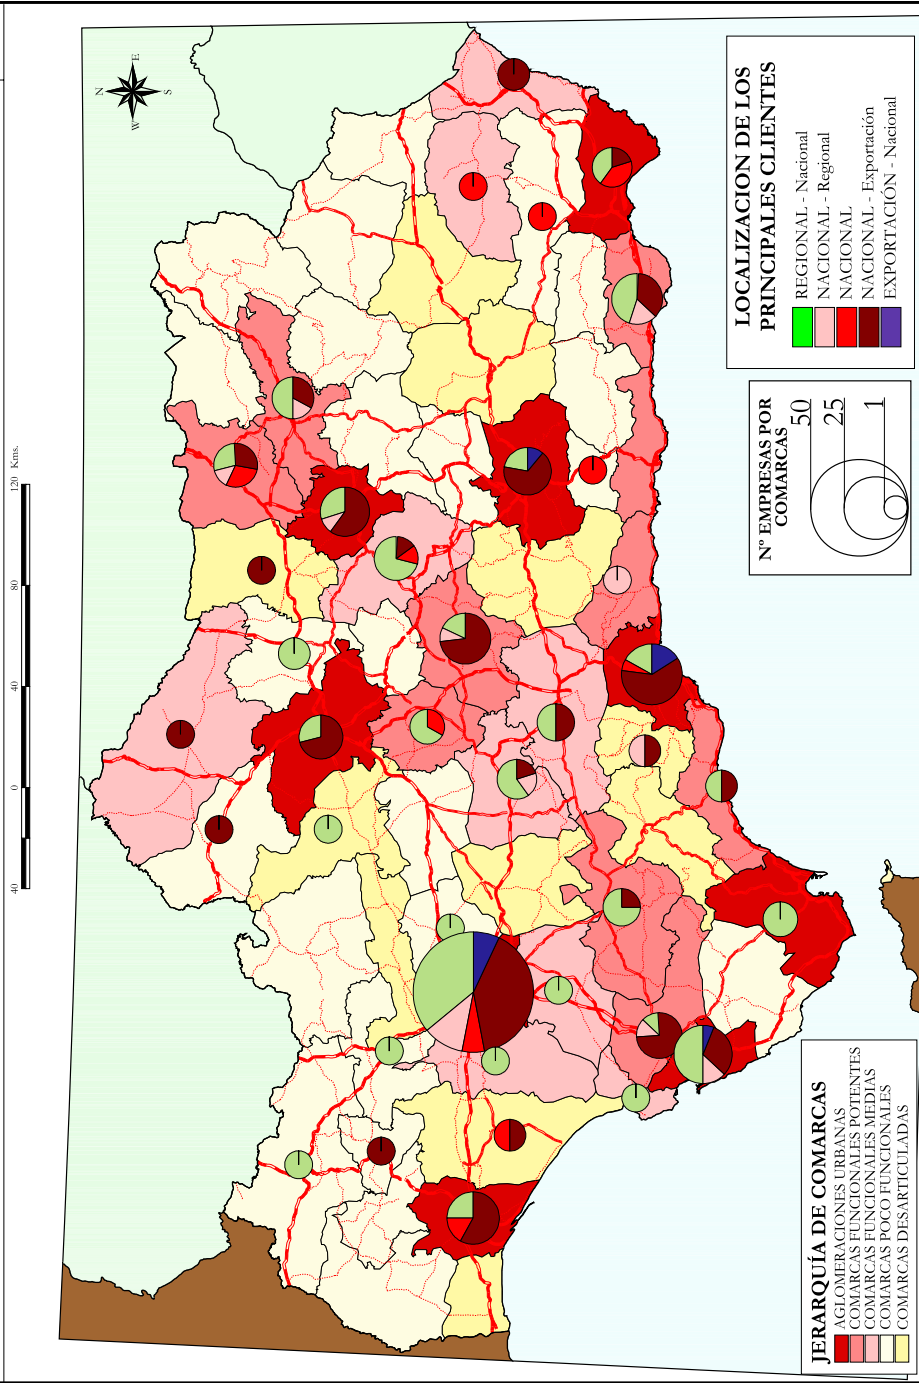 N
E
S
W
LOCALIZACION DE LOS
PRINCIPALES CLIENTES
REGIONAL - Nacional
NACIONAL - Regional
NACIONAL
NACIONAL - Exportación
EXPORTACIÓN - Nacional
Nº EMPRESAS POR
COMARCAS
50
25
1
JERARQUÍA DE COMARCAS
AGLOMERACIONES URBANAS
COMARCAS FUNCIONALES POTENTES
COMARCAS FUNCIONALES MEDIAS
COMARCAS POCO FUNCIONALES
COMARCAS DESARTICULADAS
40 0 40 80 120 Kms.